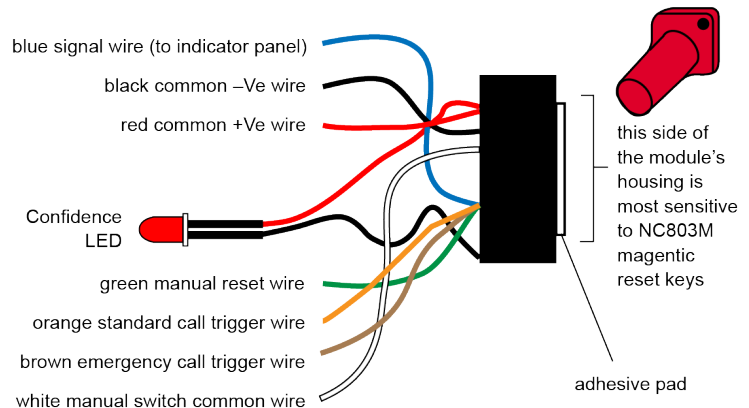 blue signal wire (to indicator panel)
black common –Ve wire
red common +Ve wire
Confidence
LED
green manual reset wire
orange standard call trigger wire
brown emergency call trigger wire
white manual switch common wire
this side of
the module's
housing is
most sensitive
to NC803M
magentic
reset keys
adhesive pad